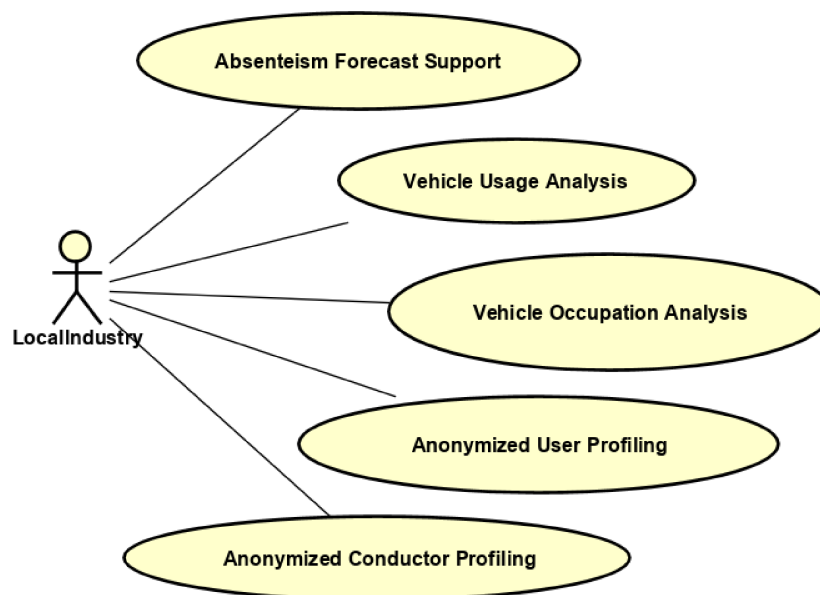 Absenteism Forecast Support
Vehicle Usage Analysis
Vehicle Occupation Analysis
LocalIndustry
Anonymized User Profiling
Anonymized Conductor Profiling